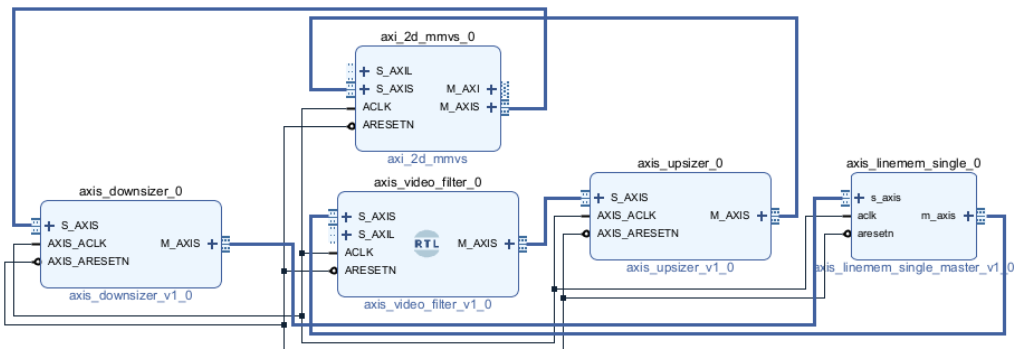 axi_2d_mmvs_0
S_AXIL
S_AXIS
M_AXI
ACLK
M_AXIS
ARESETN
axi_2d_mmvs
axis_downsizer_0
S_AXIS
AXIS_ACLK
M_AXIS
AXIS_ARESETN
axis_downsizer_v1_0
axis_video_filter_0
S_AXIS
S_AXIL
ACLK
M_AXIS
ARESETN
RTL
axis_video_filter_v1_0
axis_upsizer_0
S_AXIS
AXIS_ACLK
M_AXIS
AXIS_ARESETN
axis_upsizer_v1_0
axis_linemem_single_0
s_axis
aclk
m_axis
aresetn
axis_linemem_single_master_v1_0